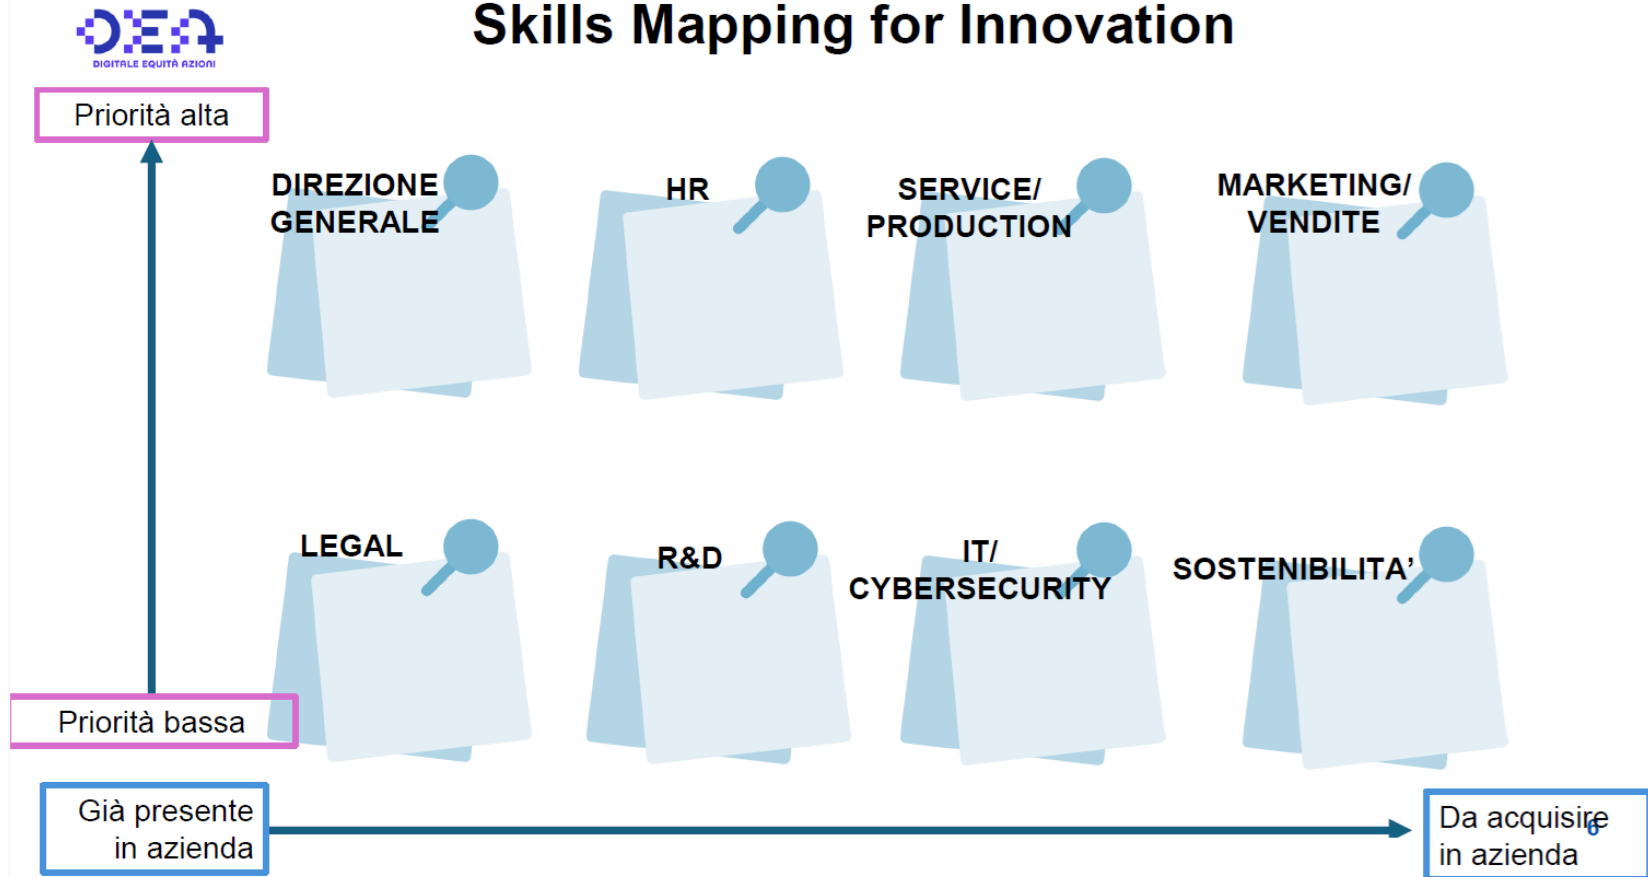 DEA
DIGITALE EQUITÀ AZIONI
Skills Mapping for Innovation
Priorità alta
DIREZIONE
GENERALE
HR
SERVICE/
PRODUCTION
MARKETING/
VENDITE
LEGAL
R&D
IT/
CYBERSECURITY
SOSTENIBILITA’
Priorità bassa
Già presente
in azienda
Da acquisire
in azienda
6